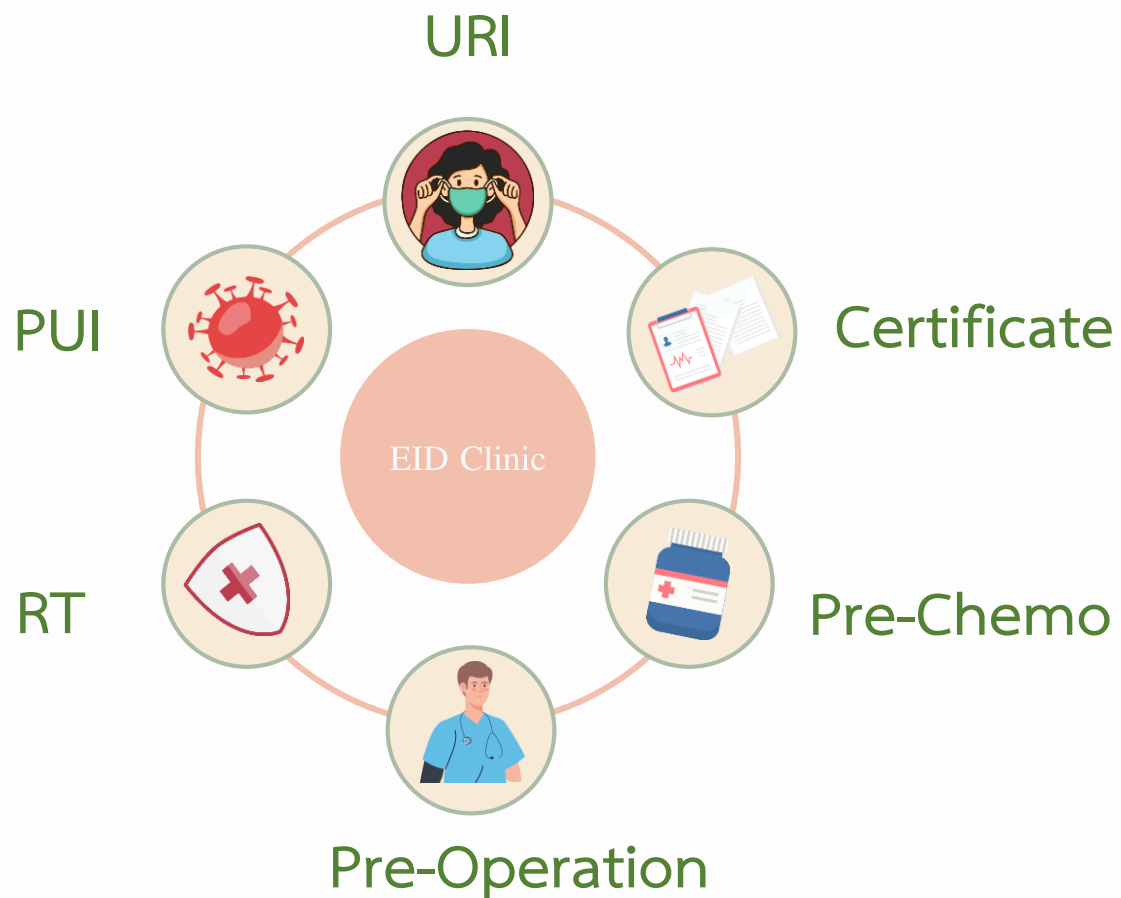 URI
PUI
Certificate
EID Clinic
RT
Pre-Chemo
Pre-Operation